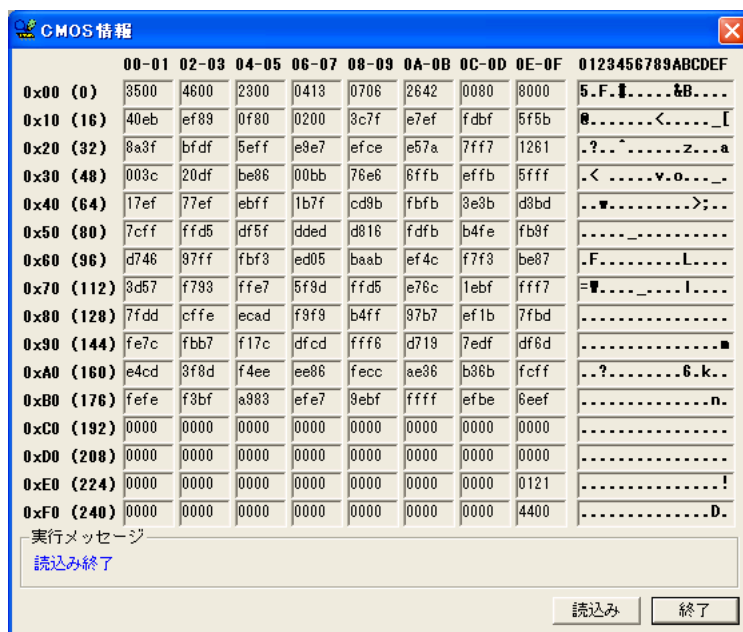 CMOS情報
00-01 02-03 04-05 06-07 08-09 0A-0B 0C-0D 0E-0F 0123456789ABCDEF
0x00 (0) 3500 4600 2300 0413 0706 2642 0080 8000 5.F.#.....&B....
0x10 (16) 40eb ef89 0f80 0200 3c7f e7ef fdbf 5f5b @.......<....._[
0x20 (32) 8a3f bfdf 5eff e9e7 efce e57a 7ff7 1261 .?..^......z...a
0x30 (48) 003c 20df be86 00bb 76e6 6ffb effb 5fff .< .....v.o..._.
0x40 (64) 17ef 77ef ebff 1b7f cd9b fbfb 3e3b d3bd ..w.........>;..
0x50 (80) 7cff ffd5 df5f dded d816 fdfb b4fe fb9f ....._..........
0x60 (96) d746 97ff fbf3 ed05 baab ef4c f7f3 be87 .F.........L....
0x70 (112) 3d57 f793 ffe7 5f9d ffd5 e76c 1ebf fff7 =W...._....l....
0x80 (128) 7fdd cffe ecad f9f9 b4ff 97b7 ef1b 7fbd ................
0x90 (144) fe7c fbb7 f17c dfcd fff6 d719 7edf df6d ...............m
0xA0 (160) e4cd 3f8d f4ee ee86 fecc ae36 b36b fcff ..?........6.k..
0xB0 (176) fefe f3bf a983 efe7 9ebf ffff efbe 6eef ..............n.
0xC0 (192) 0000 0000 0000 0000 0000 0000 0000 0000 ................
0xD0 (208) 0000 0000 0000 0000 0000 0000 0000 0000 ................
0xE0 (224) 0000 0000 0000 0000 0000 0000 0000 0121 ...............!
0xF0 (240) 0000 0000 0000 0000 0000 0000 0000 4400 ..............D.
実行メッセージ
読込み終了
読込み 終了